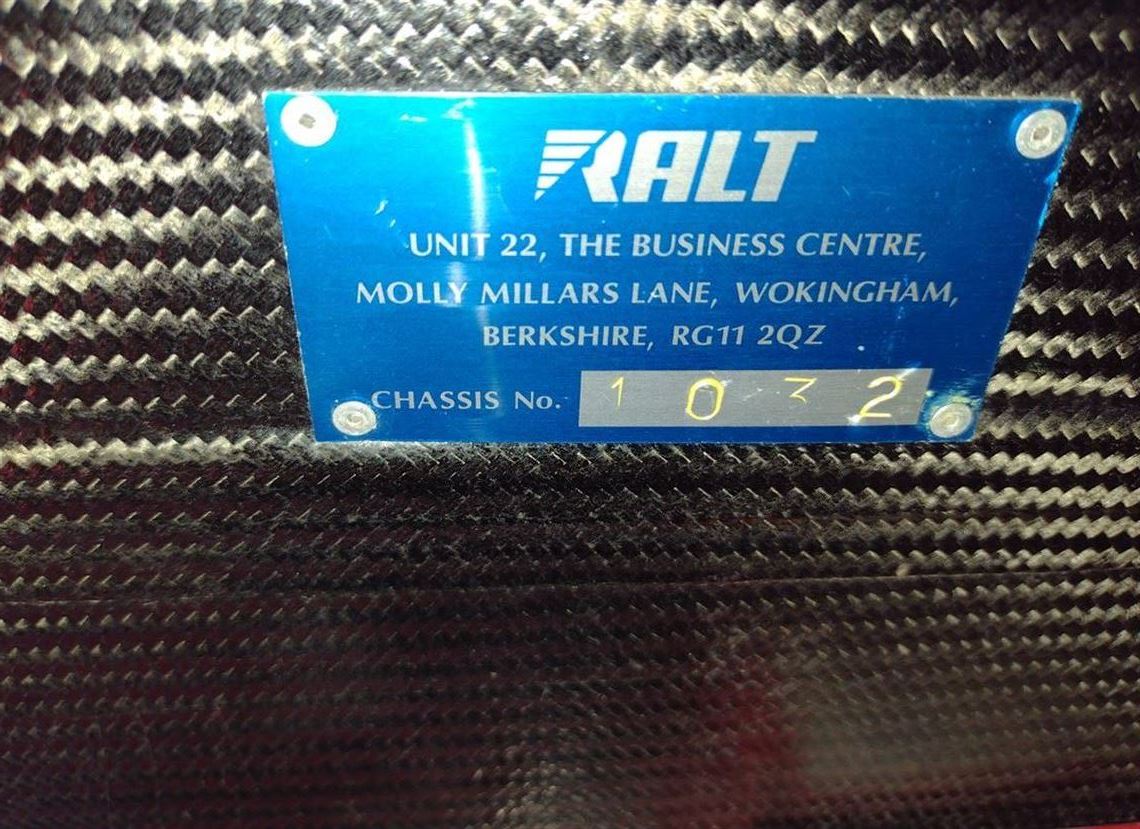 RALT
UNIT 22, THE BUSINESS CENTRE,
MOLLY MILLARS LANE, WOKINGHAM,
BERKSHIRE, RG11 2QZ
CHASSIS No. 1032